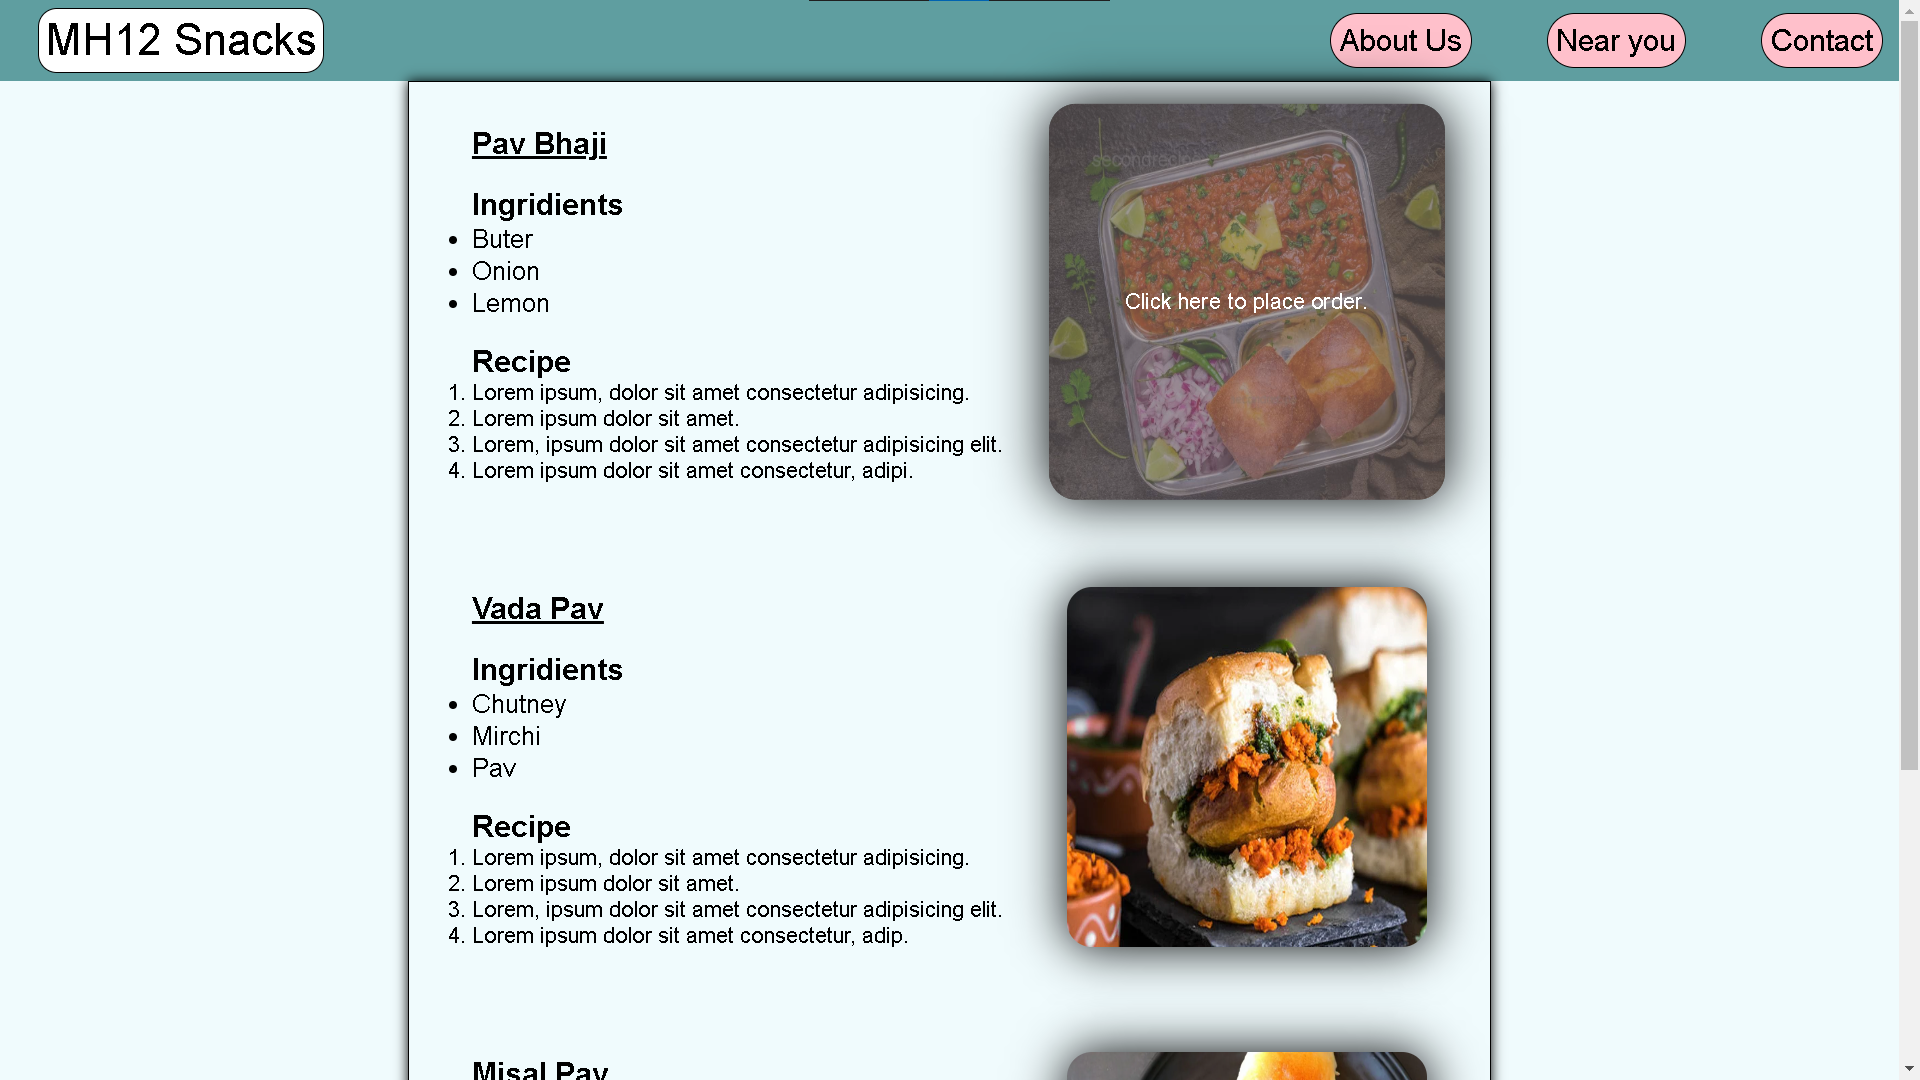 MH12 Snacks
About Us
Near you
Contact
Pav Bhaji
Ingridients
• Buter
• Onion
• Lemon
Recipe
1. Lorem ipsum, dolor sit amet consectetur adipisicing.
2. Lorem ipsum dolor sit amet.
3. Lorem, ipsum dolor sit amet consectetur adipisicing elit.
4. Lorem ipsum dolor sit amet consectetur, adipi.
Click here to place order.
Vada Pav
Ingridients
• Chutney
• Mirchi
• Pav
Recipe
1. Lorem ipsum, dolor sit amet consectetur adipisicing.
2. Lorem ipsum dolor sit amet.
3. Lorem, ipsum dolor sit amet consectetur adipisicing elit.
4. Lorem ipsum dolor sit amet consectetur, adip.
Misal Pav